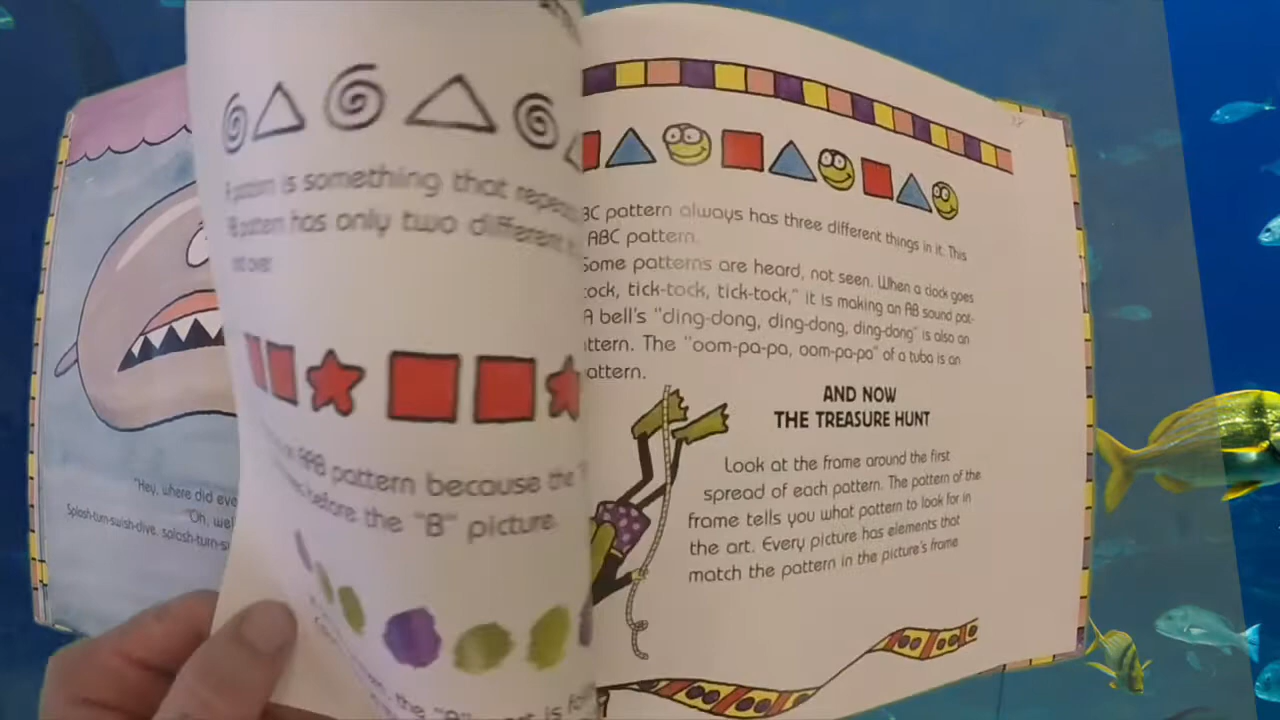 "Hey, where did eve
"Oh, wel
Splash-turn-swish-dive, splash-turn-s
pattern is something that repeats
pattern has only two different
AAB pattern because the
before the "B" picture.
the
is
BC pattern always has three different things in it. This
ABC pattern.
Some patterns are heard, not seen. When a clock goes
tock, tick-tock, tick-tock," it is making an AB sound pat-
A bell's "ding-dong, ding-dong, ding-dong" is also an
ttern. The "oom-pa-pa, oom-pa-pa" of a tuba is an
attern.
AND NOW
THE TREASURE HUNT
Look at the frame around the first
spread of each pattern. The pattern of the
frame tells you what pattern to look for in
the art. Every picture has elements that
match the pattern in the picture's frame